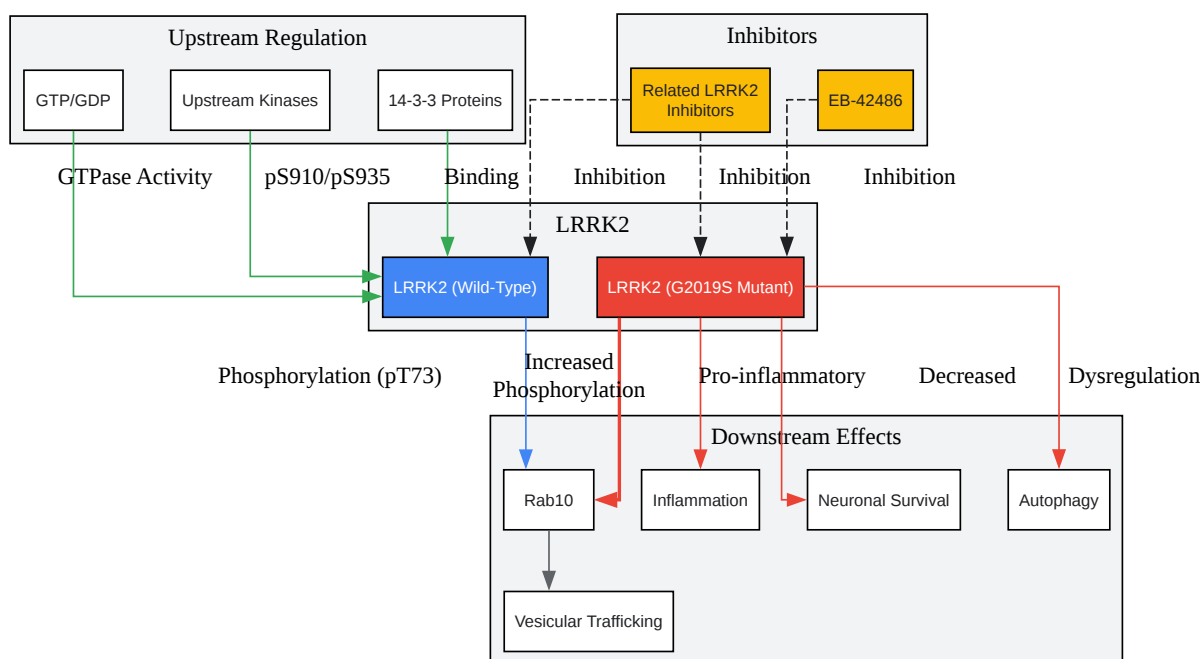 Upstream Regulation
Inhibitors
GTP/GDP
Upstream Kinases
14-3-3 Proteins
Related LRRK2
Inhibitors
EB-42486
GTPase Activity
pS910/pS935
Binding
Inhibition
Inhibition
Inhibition
LRRK2
LRRK2 (Wild-Type)
LRRK2 (G2019S Mutant)
Phosphorylation (pT73)
Increased
Phosphorylation
Pro-inflammatory
Decreased
Dysregulation
Downstream Effects
Rab10
Inflammation
Neuronal Survival
Autophagy
Vesicular Trafficking